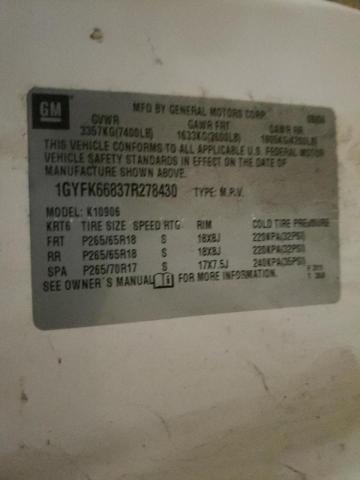 GM
MFD BY GENERAL MOTORS CORP.
GVWR GAWR FRT GAWR RR
3357KG(7400LB) 1633KG(3600LB)
THIS VEHICLE CONFORMS TO ALL APPLICABLE U.S. FEDERAL MOTOR
VEHICLE SAFETY STANDARDS IN EFFECT ON THE DATE OF
MANUFACTURE SHOWN ABOVE.
1GYFK66837R278430 TYPE: M.P.V.
MODEL: K10906
KRT6 TIRE SIZE SPEED RTG RIM COLD TIRE PRESSURE
FRT P265/65R18 S 18X8J 220KPA(32PSI)
RR P265/65R18 S 18X8J 220KPA(32PSI)
SPA P265/70R17 S 17X7.5J 240KPA(35PSI)
SEE OWNER'S MANUAL FOR MORE INFORMATION.